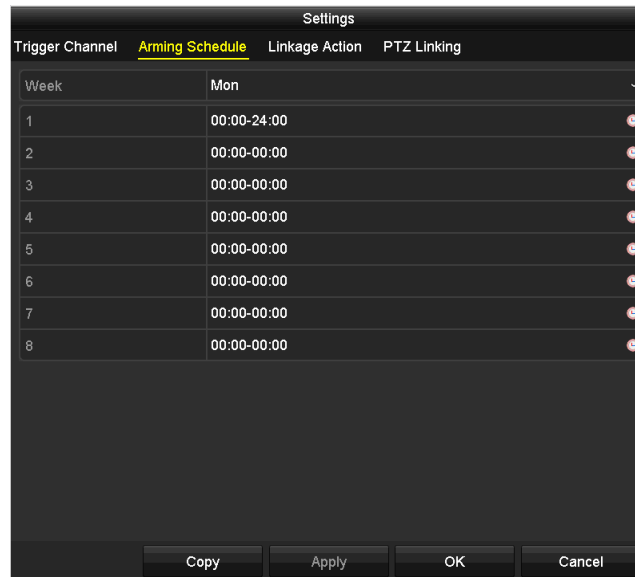 Settings
Trigger Channel Arming Schedule Linkage Action PTZ Linking
Week Mon
1 00:00-24:00
2 00:00-00:00
3 00:00-00:00
4 00:00-00:00
5 00:00-00:00
6 00:00-00:00
7 00:00-00:00
8 00:00-00:00
Copy Apply OK Cancel